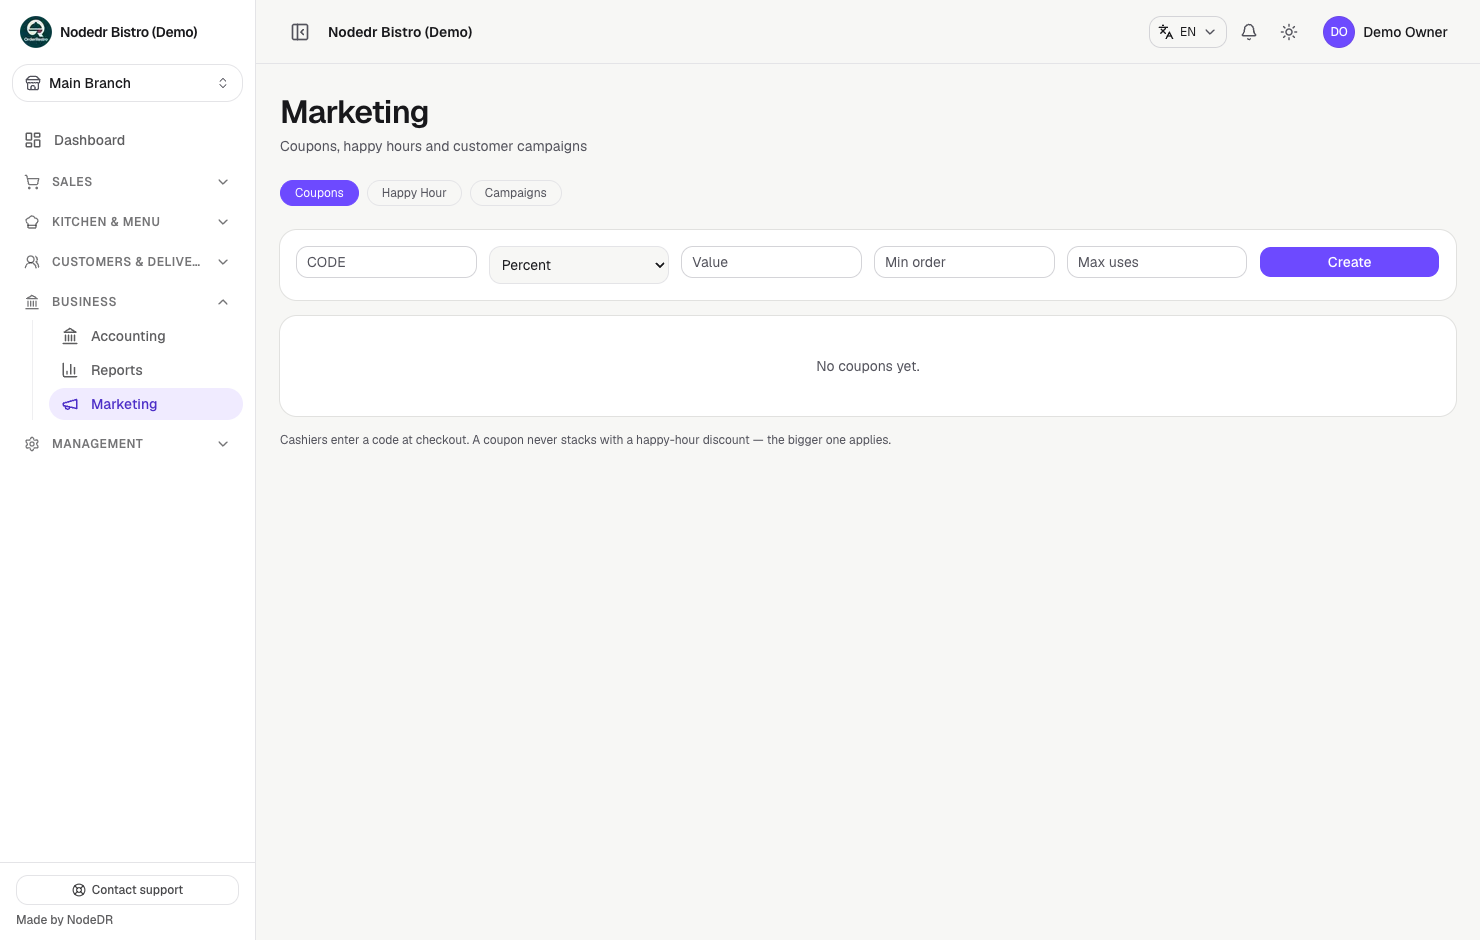 Nodedr Bistro (Demo)
Main Branch
Dashboard
SALES
KITCHEN & MENU
CUSTOMERS & DELIVE...
BUSINESS
Accounting
Reports
Marketing
MANAGEMENT
Contact support
Made by NodeDR
Nodedr Bistro (Demo)
EN
DO
Demo Owner
Marketing
Coupons, happy hours and customer campaigns
Coupons
Happy Hour
Campaigns
CODE
Percent
Value
Min order
Max uses
Create
No coupons yet.
Cashiers enter a code at checkout. A coupon never stacks with a happy-hour discount — the bigger one applies.